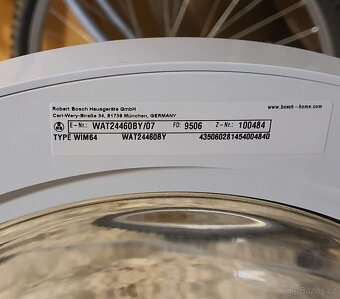 Robert Bosch Hausgeräte GmbH
Carl-Wery-Straße 34, 81739 München, GERMANY
www.bosch-home.com
E-Nr.: WAT24460BY/07 FD: 9506 Z-Nr.: 100484
TYPE WIM64 WAT24460BY 435060281454004840